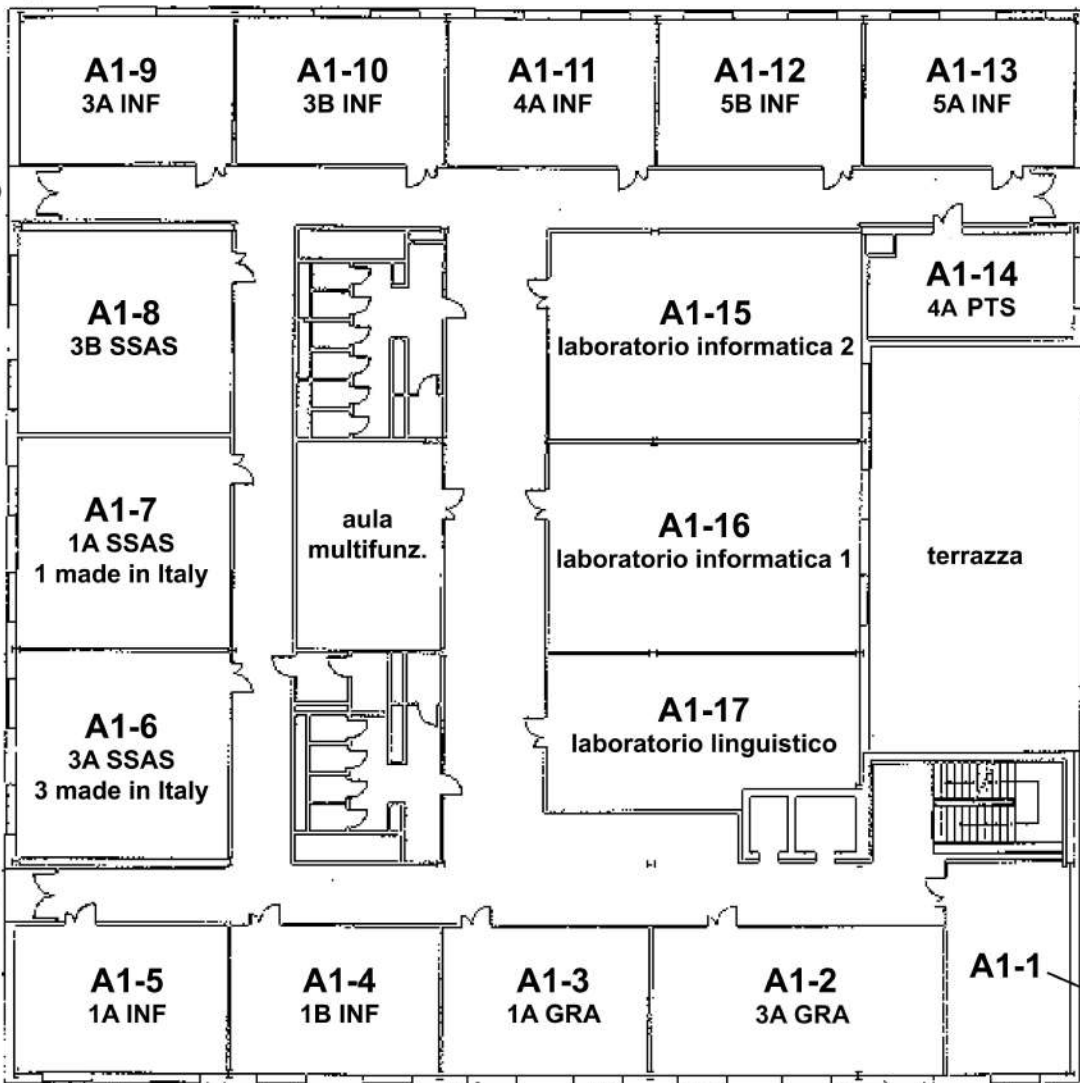 A1-9
3A INF
A1-10
3B INF
A1-11
4A INF
A1-12
5B INF
A1-13
5A INF
A1-8
3B SSAS
A1-15
laboratorio informatica 2
A1-14
4A PTS
A1-7
1A SSAS
1 made in Italy
aula
multifunz.
A1-16
laboratorio informatica 1
terrazza
A1-6
3A SSAS
3 made in Italy
A1-17
laboratorio linguistico
A1-5
1A INF
A1-4
1B INF
A1-3
1A GRA
A1-2
3A GRA
A1-1